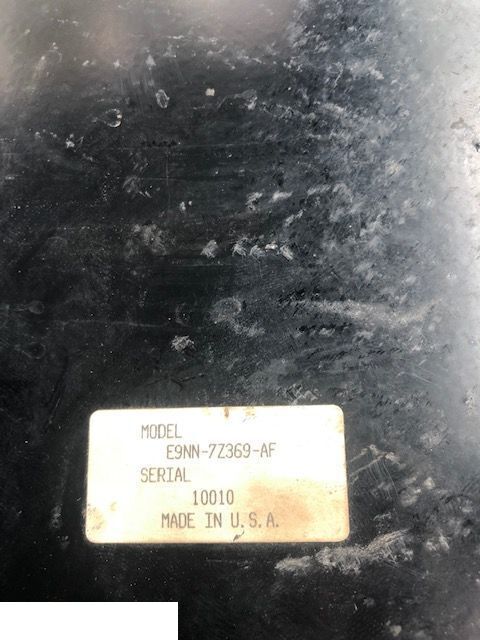 MODEL
E9NN-7Z369-AF
SERIAL
10010
MADE IN U.S.A.